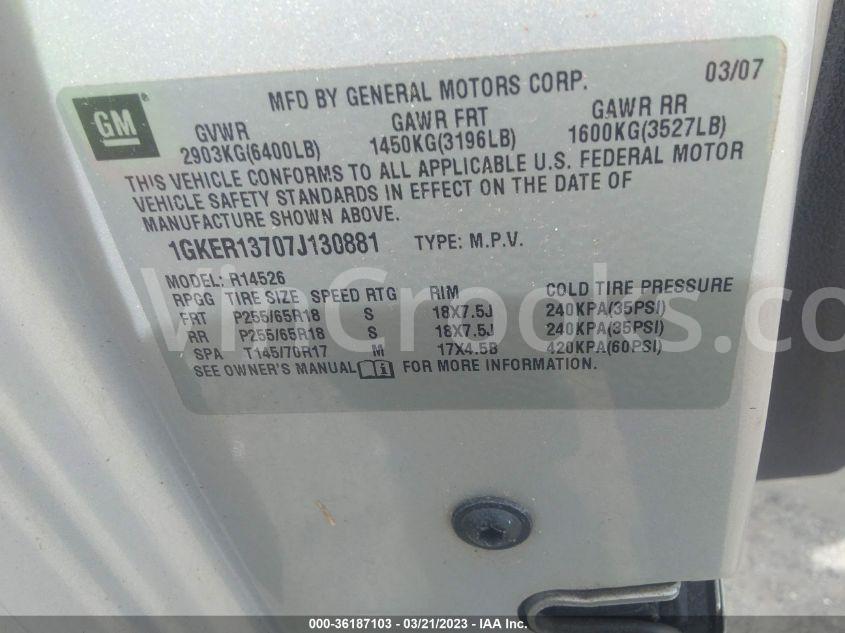 03/07
MFD BY GENERAL MOTORS CORP.
GM
GVWR GAWR FRT GAWR RR
2903KG(6400LB) 1450KG(3196LB) 1600KG(3527LB)
THIS VEHICLE CONFORMS TO ALL APPLICABLE U.S. FEDERAL MOTOR
VEHICLE SAFETY STANDARDS IN EFFECT ON THE DATE OF
MANUFACTURE SHOWN ABOVE.
1GKER13707J130881 TYPE: M.P.V.
MODEL: R14526
RPGG TIRE SIZE SPEED RTG RIM COLD TIRE PRESSURE
FRT P255/65R18 S 18X7.5J 240KPA(35PSI)
RR P255/65R18 S 18X7.5J 240KPA(35PSI)
SPA T145/70R17 M 17X4.5B 420KPA(60PSI)
SEE OWNER'S MANUAL FOR MORE INFORMATION.
VinCrooks.com
000-36187103 - 03/21/2023 - IAA, Inc.